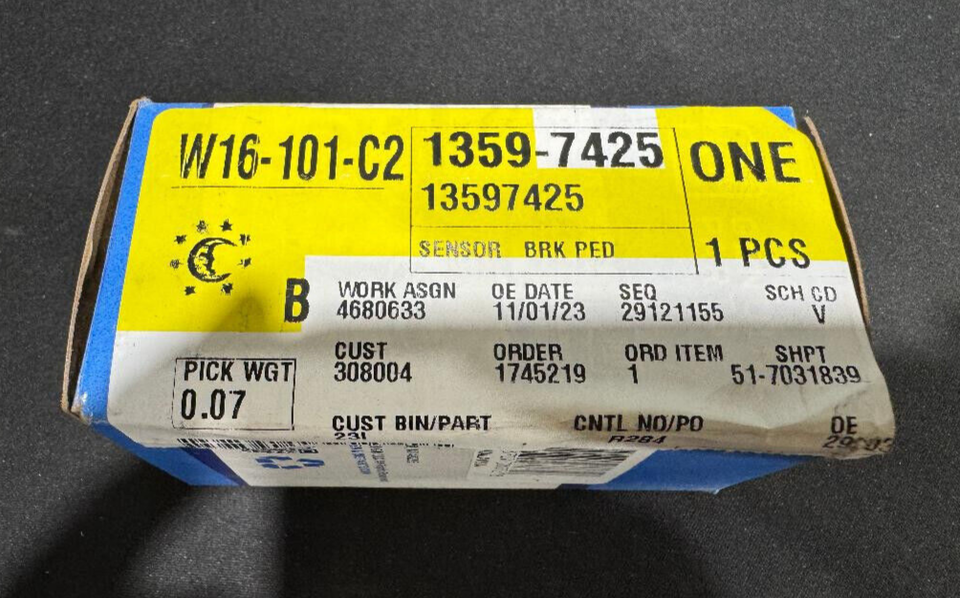 W16-101-C2
1359-7425
ONE
13597425
SENSOR BRK PED
1 PCS
B
WORK ASGN OE DATE SEQ SCH CD
4680633 11/01/23 29121155 V
CUST ORDER ORD ITEM SHPT
308004 1745219 1 51-7031839
PICK WGT
0.07
CUST BIN/PART CNTL NO/PO OE
23I R284